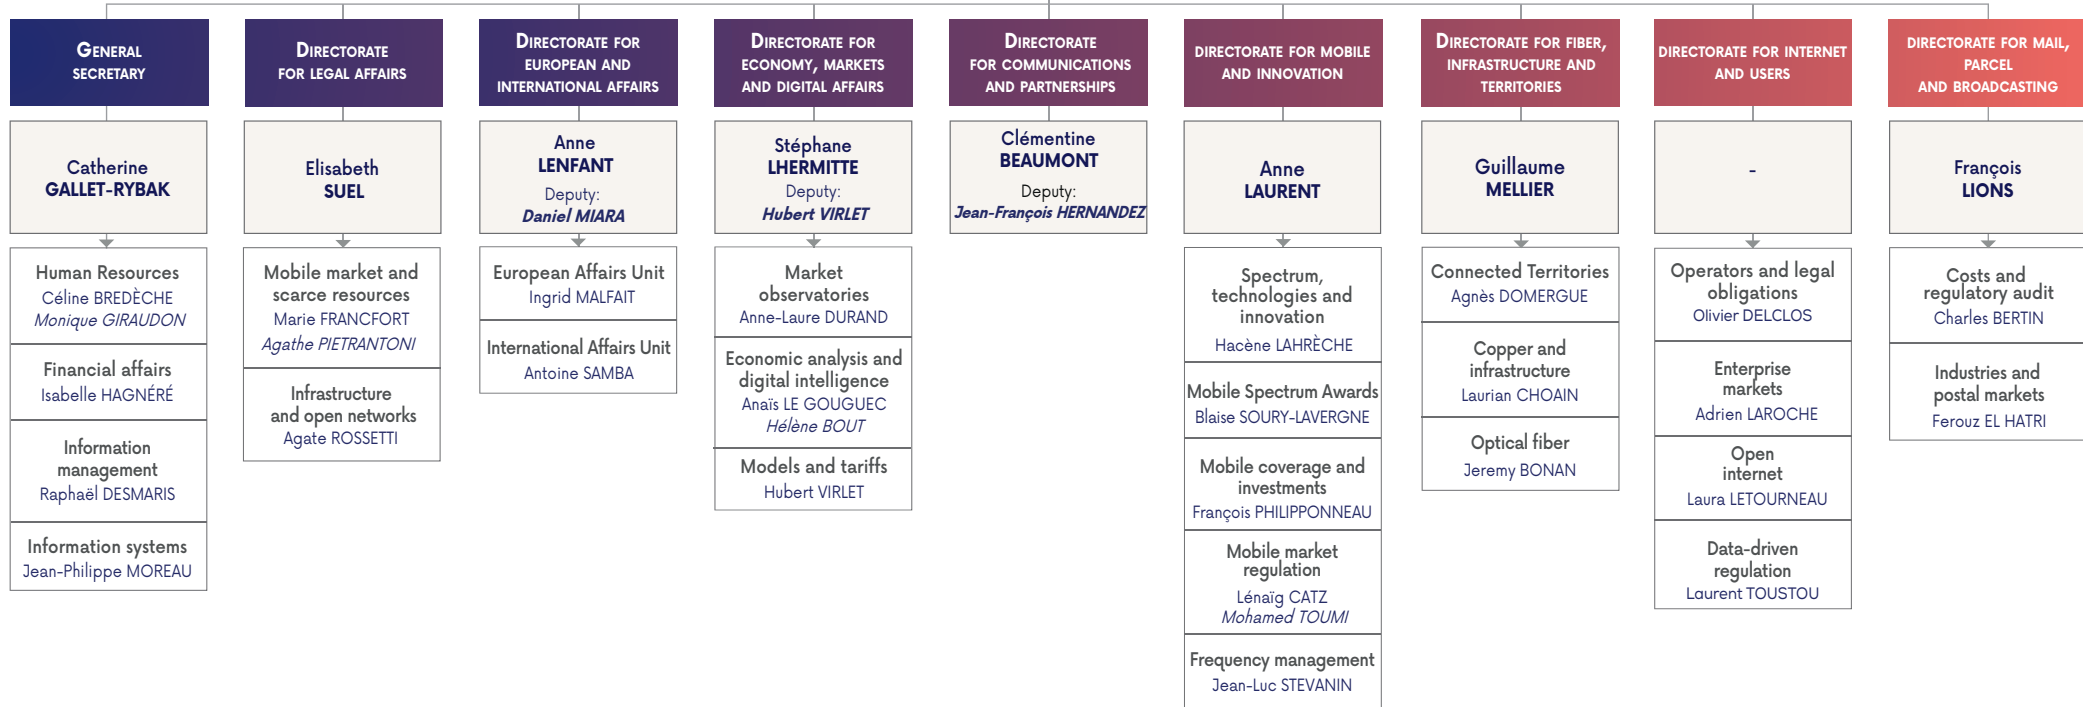 GENERAL
SECRETARY
Catherine
GALLET-RYBAK
Human Resources
Céline BREDÈCHE
Monique GIRAUDON
Financial affairs
Isabelle HAGNÉRÉ
Information
management
Raphaël DESMARIS
Information systems
Jean-Philippe MOREAU
DIRECTORATE
FOR LEGAL AFFAIRS
Elisabeth
SUEL
Mobile market and
scarce resources
Marie FRANCFORT
Agathe PIETRANTONI
Infrastructure
and open networks
Agate ROSSETTI
DIRECTORATE FOR
EUROPEAN AND
INTERNATIONAL AFFAIRS
Anne
LENFANT
Deputy:
Daniel MIARA
European Affairs Unit
Ingrid MALFAIT
International Affairs Unit
Antoine SAMBA
DIRECTORATE FOR
ECONOMY, MARKETS
AND DIGITAL AFFAIRS
Stéphane
LHERMITTE
Deputy:
Hubert VIRLET
Market
observatories
Anne-Laure DURAND
Economic analysis and
digital intelligence
Anaïs LE GOUGUEC
Hélène BOUT
Models and tariffs
Hubert VIRLET
DIRECTORATE
FOR COMMUNICATIONS
AND PARTNERSHIPS
Clémentine
BEAUMONT
Deputy:
Jean-François HERNANDEZ
DIRECTORATE FOR MOBILE
AND INNOVATION
Anne
LAURENT
Spectrum,
technologies and
innovation
Hacène LAHRÈCHE
Mobile Spectrum Awards
Blaise SOURY-LAVERGNE
Mobile coverage and
investments
François PHILIPPONNEAU
Mobile market
regulation
Lénaïg CATZ
Mohamed TOUMI
Frequency management
Jean-Luc STEVANIN
DIRECTORATE FOR FIBER,
INFRASTRUCTURE AND
TERRITORIES
Guillaume
MELLIER
Connected Territories
Agnès DOMERGUE
Copper and
infrastructure
Laurian CHOAIN
Optical fiber
Jeremy BONAN
DIRECTORATE FOR INTERNET
AND USERS
-
Operators and legal
obligations
Olivier DELCLOS
Enterprise
markets
Adrien LAROCHE
Open
internet
Laura LETOURNEAU
Data-driven
regulation
Laurent TOUSTOU
DIRECTORATE FOR MAIL,
PARCEL
AND BROADCASTING
François
LIONS
Costs and
regulatory audit
Charles BERTIN
Industries and
postal markets
Ferouz EL HATRI